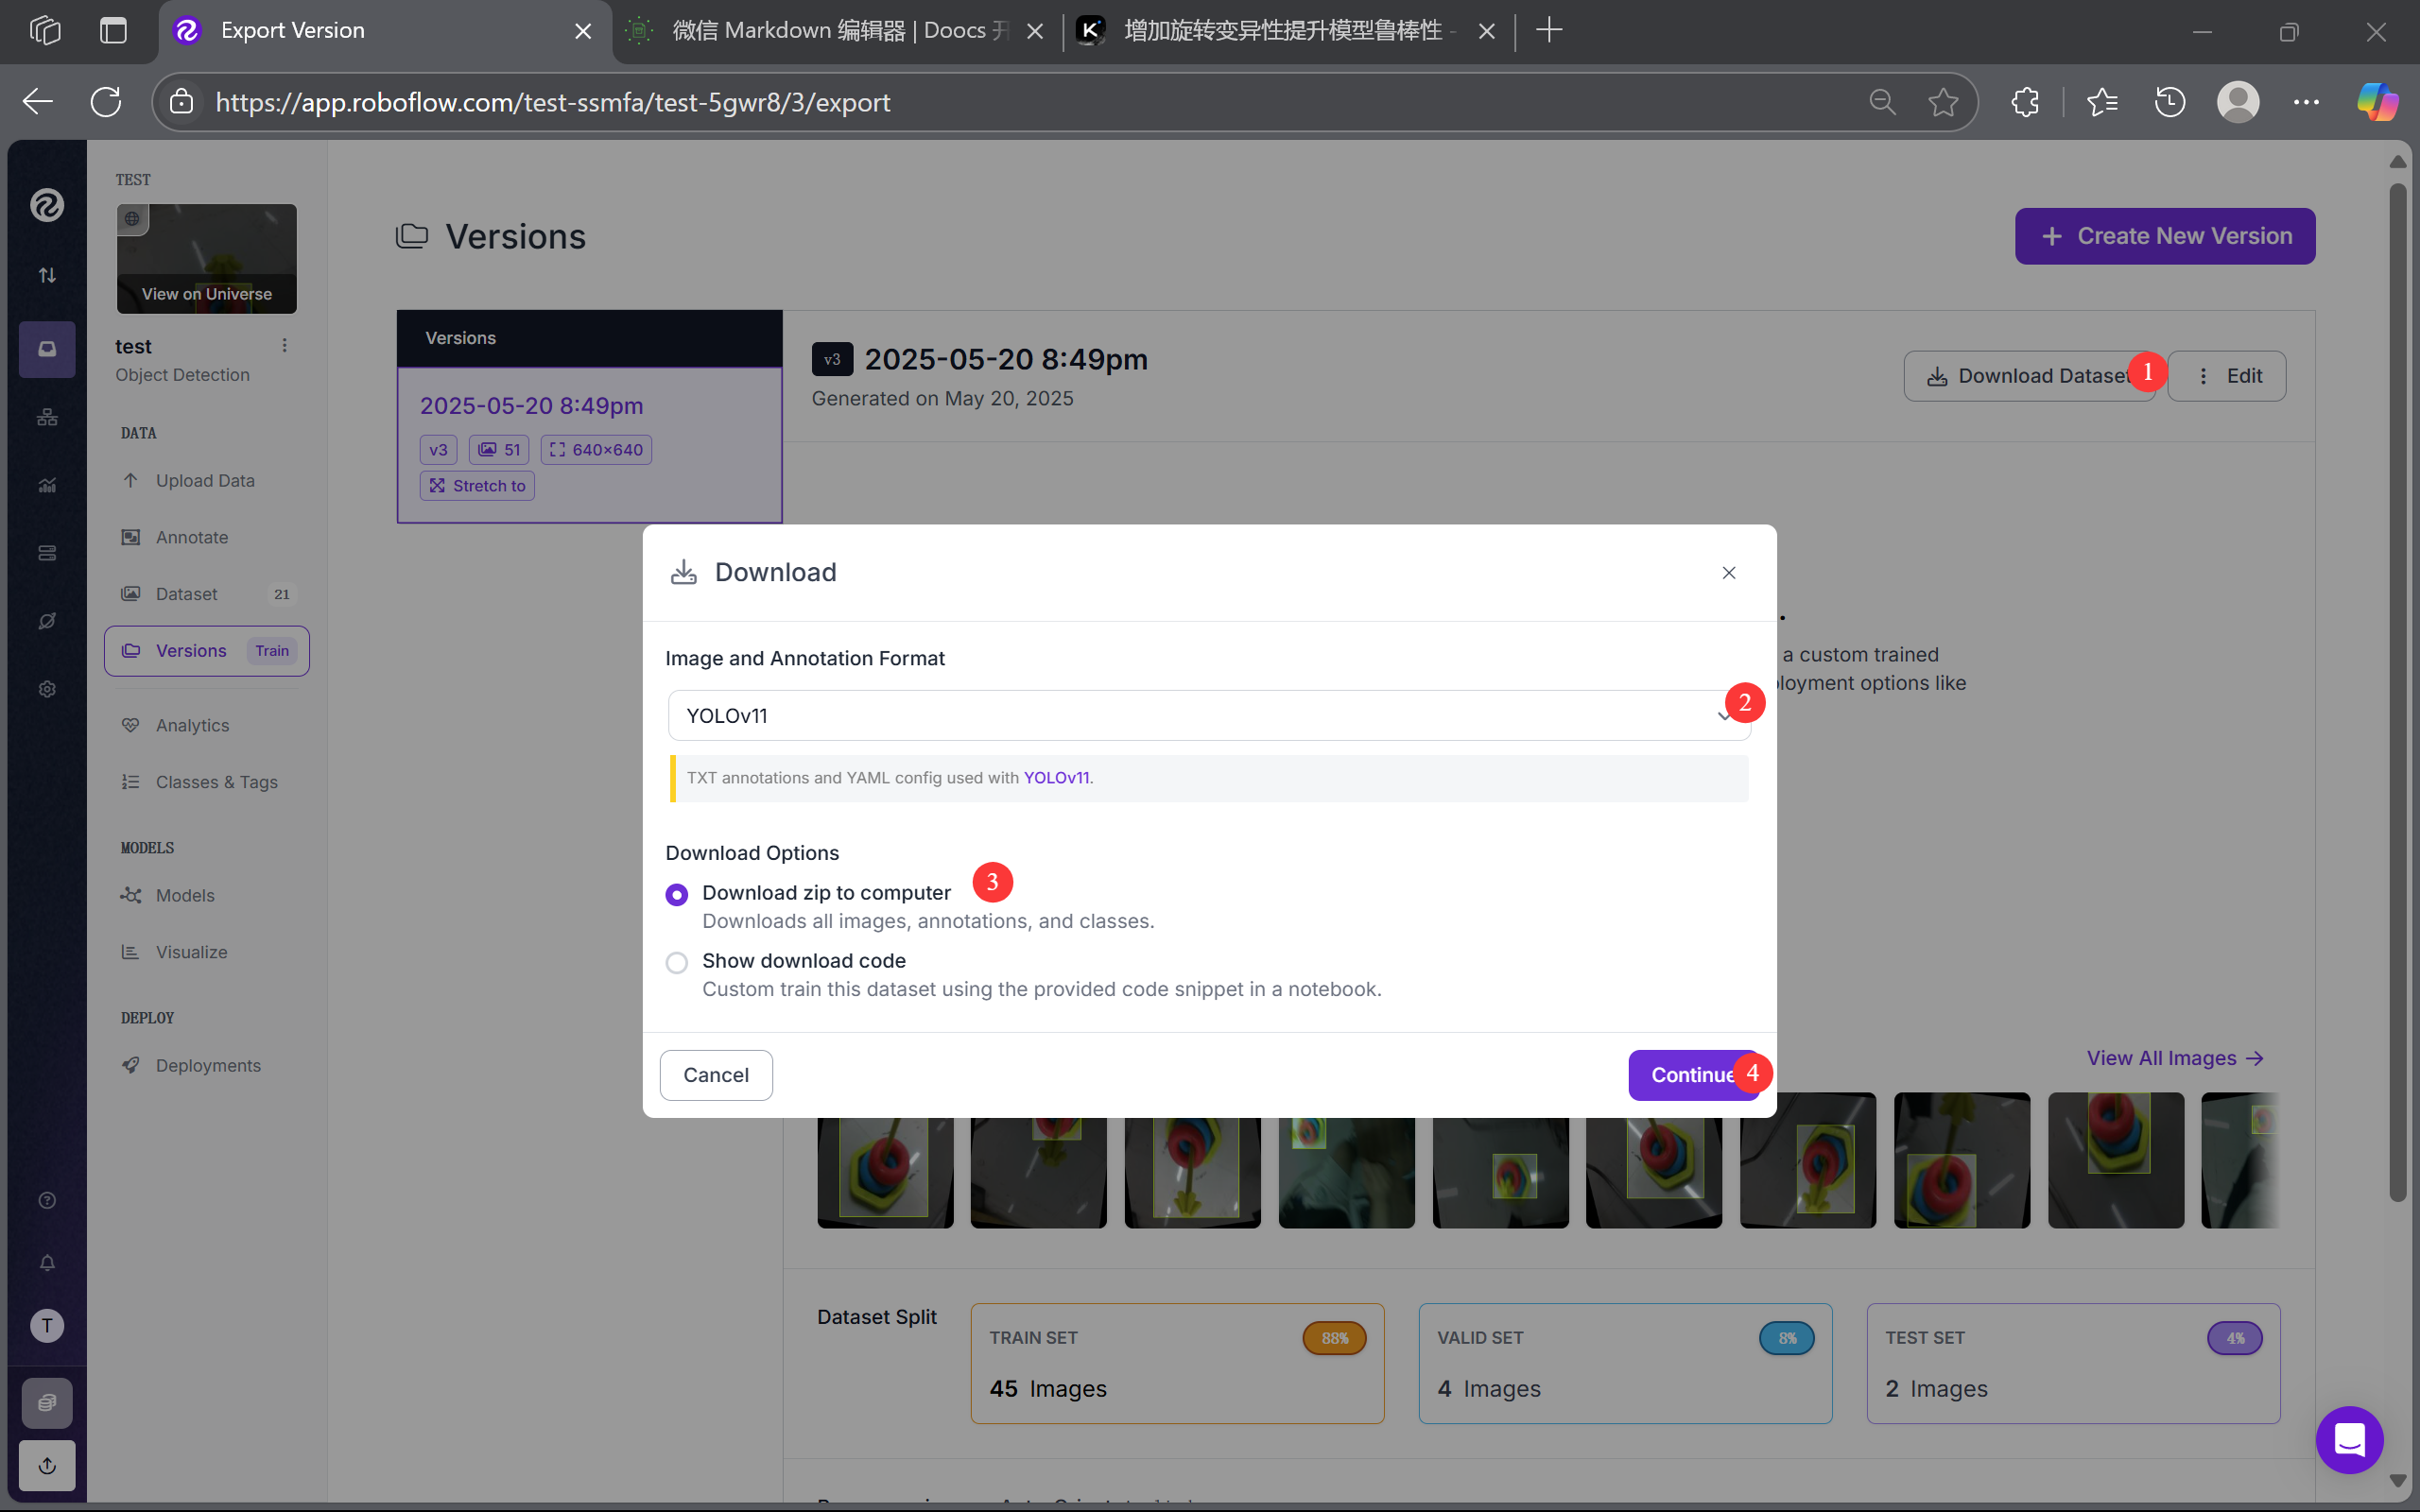 Export Version
微信 Markdown 编辑器 | Doocs 开
增加旋转变异性提升模型鲁棒性 -
https://app.roboflow.com/test-ssmfa/test-5gwr8/3/export
TEST
View on Universe
test
Object Detection
DATA
Upload Data
Annotate
Dataset 21
Versions Train
Analytics
Classes & Tags
MODELS
Models
Visualize
DEPLOY
Deployments
T
Versions
+ Create New Version
Versions
2025-05-20 8:49pm
v3 51 640×640
Stretch to
v3 2025-05-20 8:49pm
Generated on May 20, 2025
Download Dataset 1
Edit
a custom trained
loyment options like
Download
Image and Annotation Format
YOLOv11 2
TXT annotations and YAML config used with YOLOv11.
Download Options
Download zip to computer 3
Downloads all images, annotations, and classes.
Show download code
Custom train this dataset using the provided code snippet in a notebook.
Cancel
Continue 4
View All Images →
Dataset Split
TRAIN SET 88%
45 Images
VALID SET 8%
4 Images
TEST SET 4%
2 Images